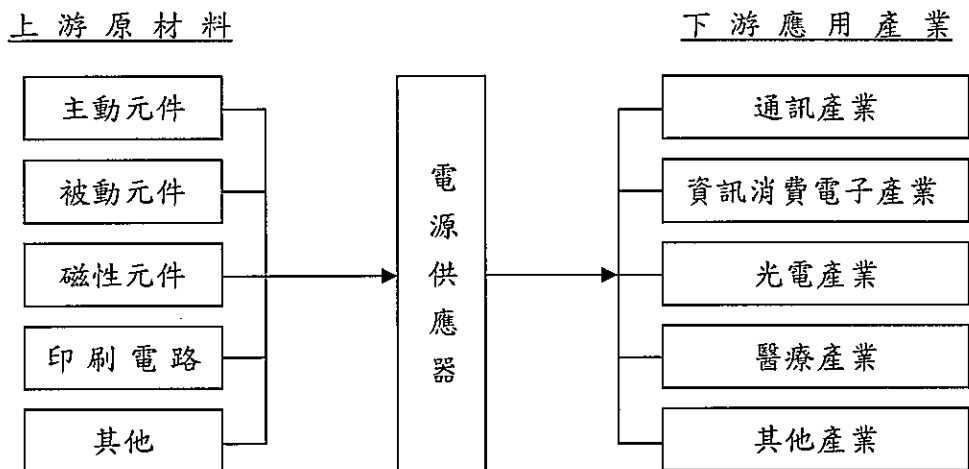 上游原材料
主動元件
被動元件
磁性元件
印刷電路
其他
電源供應器
下游應用產業
通訊產業
資訊消費電子產業
光電產業
醫療產業
其他產業